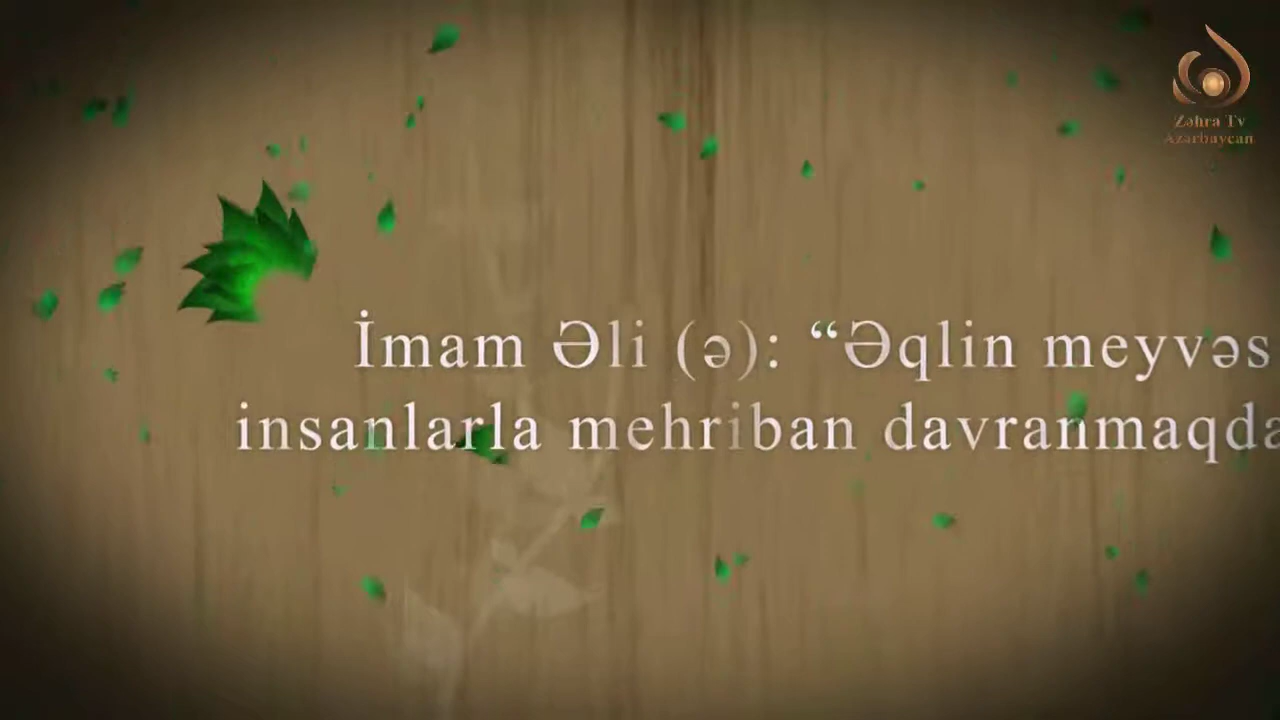 Zəhra Tv
Azərbaycan
İmam Əli (ə): “Əqlin meyvəs
insanlarla mehriban davranmaqda